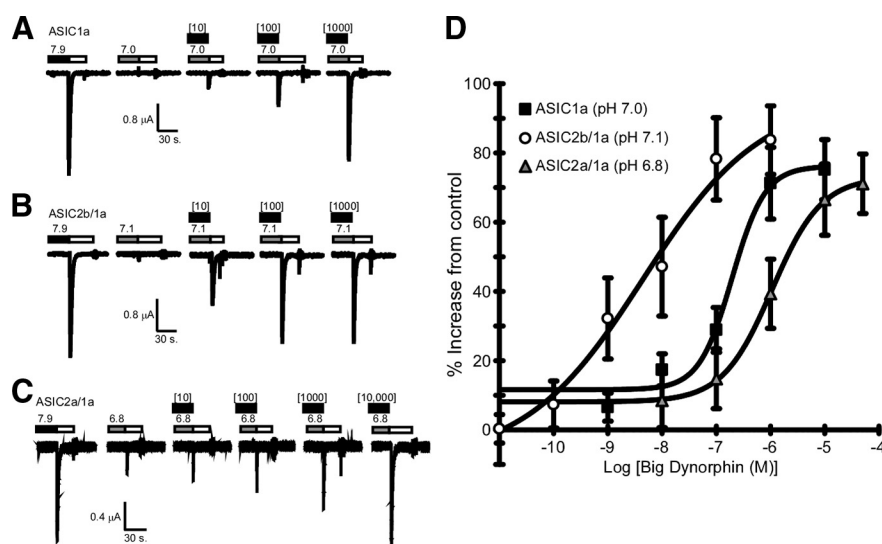 A
ASIC1a
[10] [100] [1000]
7.9 7.0 7.0 7.0 7.0
0.8 µA
30 s.
B
ASIC2b/1a
[10] [100] [1000]
7.9 7.1 7.1 7.1 7.1
0.8 µA
30 s.
C
ASIC2a/1a
[10] [100] [1000] [10,000]
7.9 6.8 6.8 6.8 6.8 6.8
0.4 µA
30 s.
D
% Increase from control
100
80
60
40
20
0
ASIC1a (pH 7.0)
ASIC2b/1a (pH 7.1)
ASIC2a/1a (pH 6.8)
-10 -9 -8 -7 -6 -5 -4
Log [Big Dynorphin (M)]